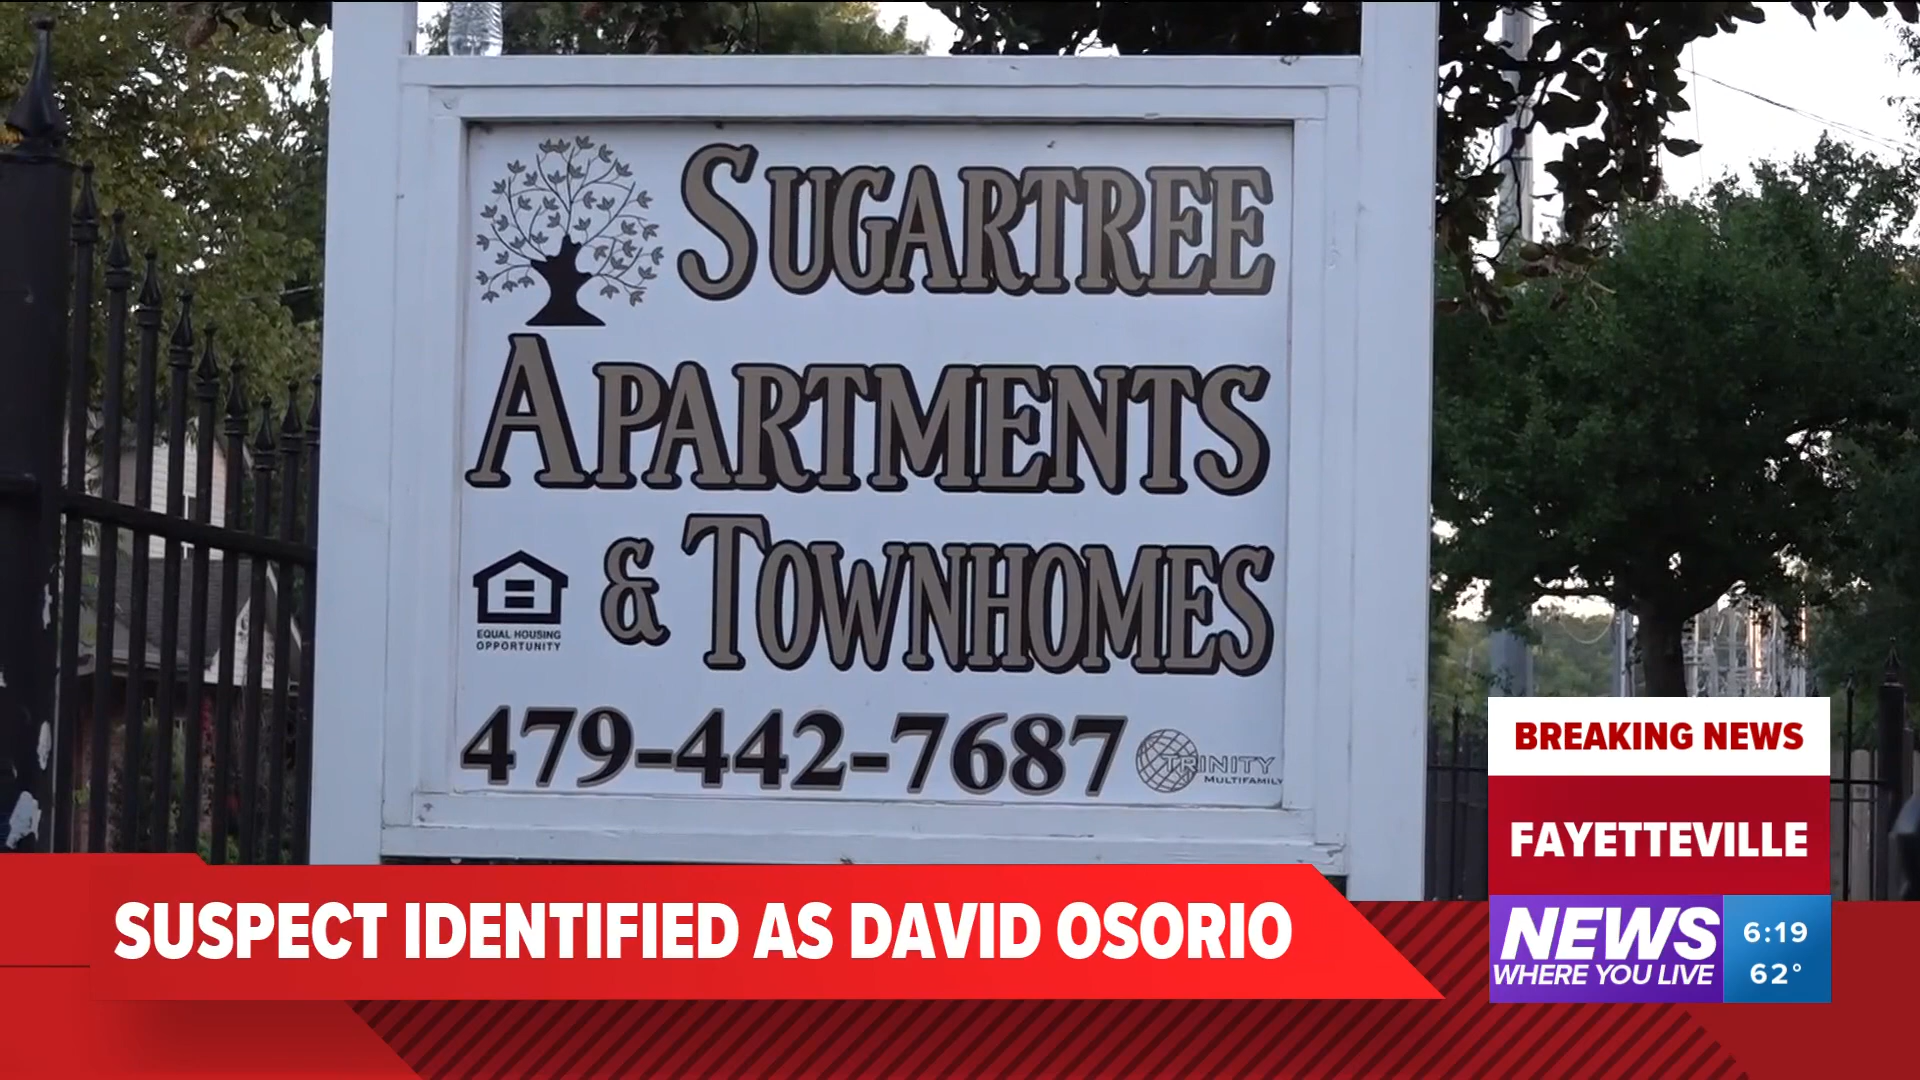 SUGARTREE
APARTMENTS
& TOWNHOMES
EQUAL HOUSING
OPPORTUNITY
479-442-7687
TRINITY
MULTIFAMILY
BREAKING NEWS
FAYETTEVILLE
SUSPECT IDENTIFIED AS DAVID OSORIO
NEWS
WHERE YOU LIVE
6:19
62°